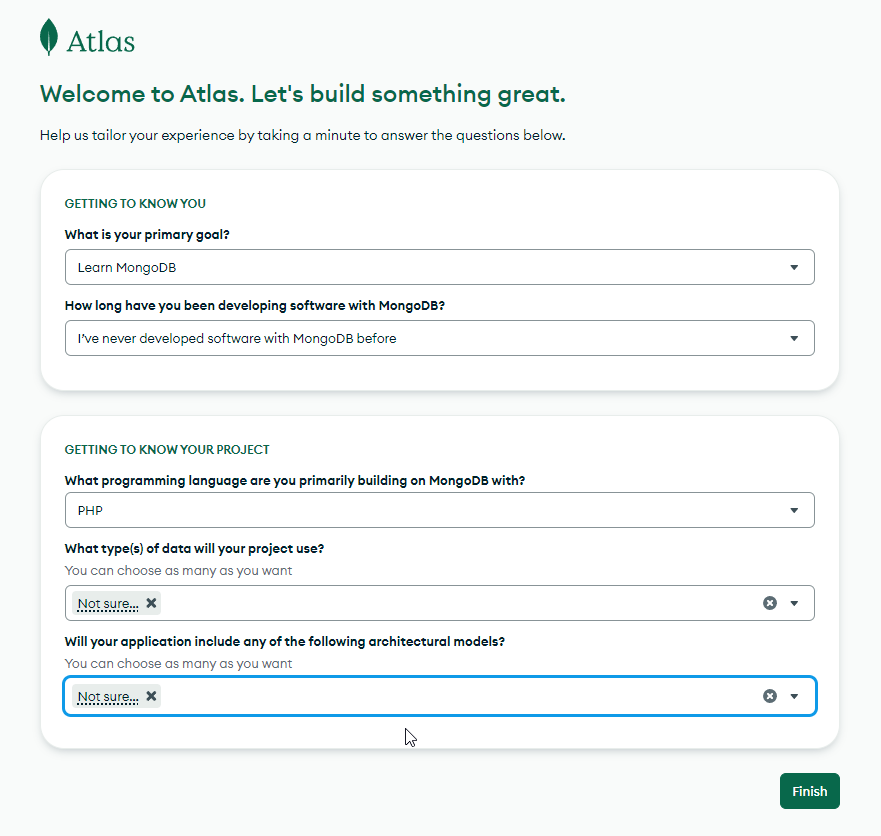 Atlas
Welcome to Atlas. Let's build something great.
Help us tailor your experience by taking a minute to answer the questions below.
GETTING TO KNOW YOU
What is your primary goal?
Learn MongoDB
How long have you been developing software with MongoDB?
I've never developed software with MongoDB before
GETTING TO KNOW YOUR PROJECT
What programming language are you primarily building on MongoDB with?
PHP
What type(s) of data will your project use?
You can choose as many as you want
Not sure...
Will your application include any of the following architectural models?
You can choose as many as you want
Not sure...
Finish